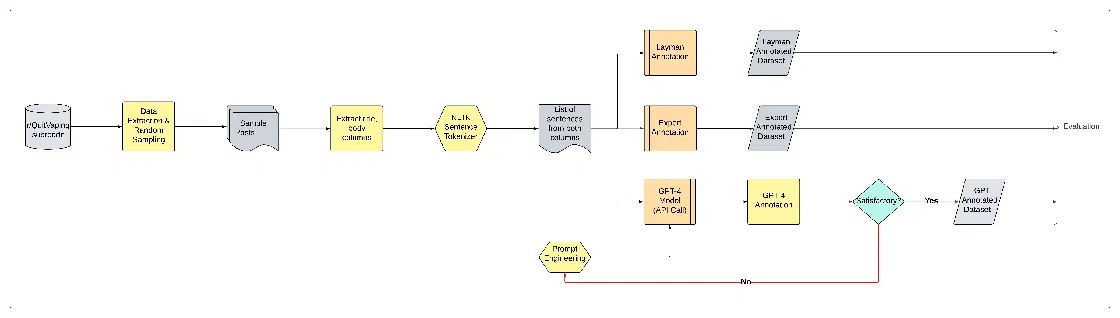 r/QuitVaping
subreddit
Data
Extraction &
Random
Sampling
Sample
Posts
Extract title,
body
columns
NLTK
Sentence
Tokenizer
List of
sentences
from both
columns
Layman
Annotation
Layman
Annotated
Dataset
Expert
Annotation
Expert
Annotated
Dataset
Evaluation
GPT-4
Model
(API Call)
GPT-4
Annotation
Satisfactory?
Yes
GPT
Annotated
Dataset
Prompt
Engineering
No